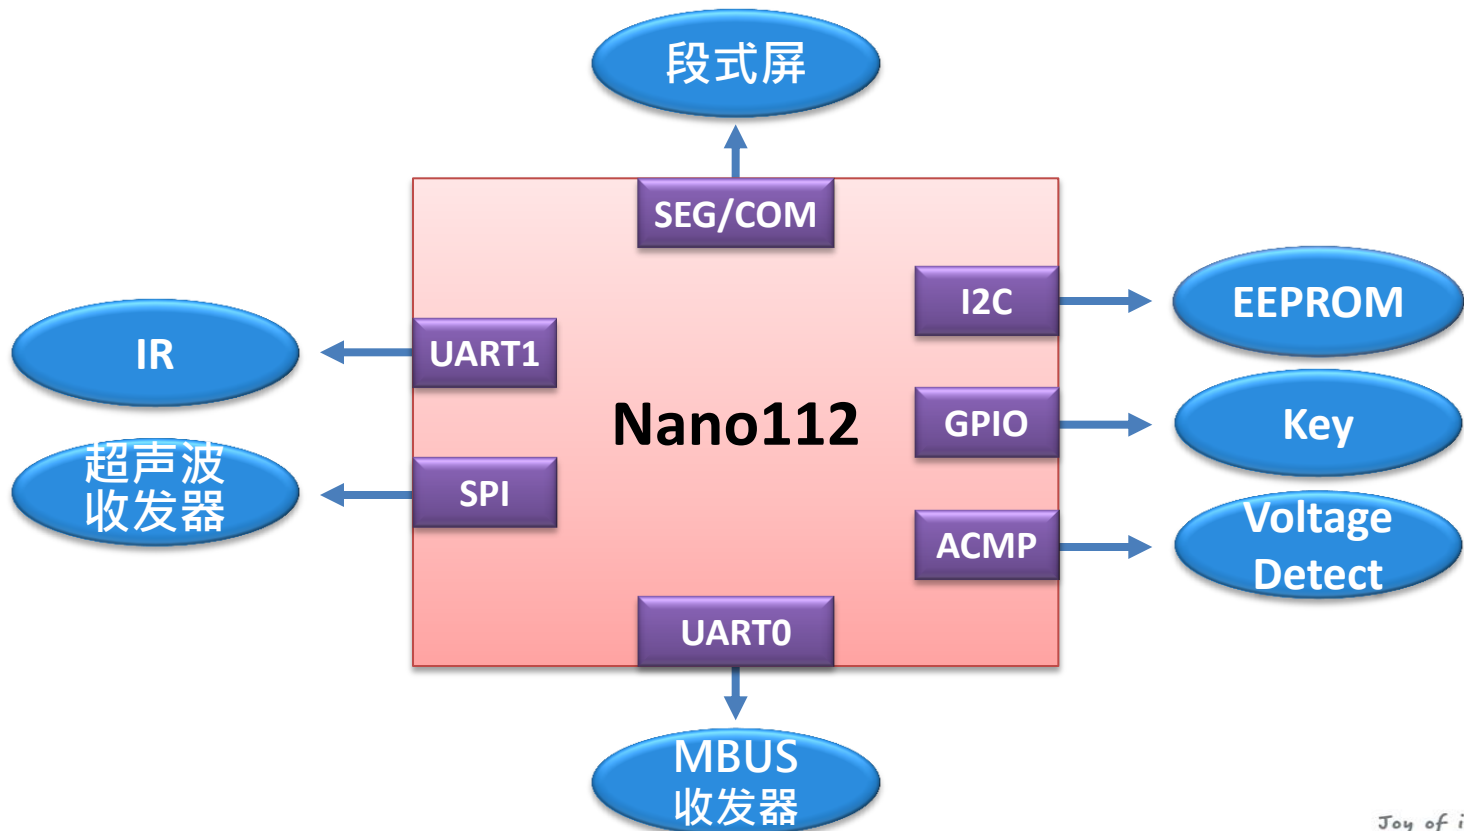 段式屏
SEG/COM
I2C
EEPROM
IR
UART1
GPIO
Key
Nano112
超声波
收发器
SPI
ACMP
Voltage
Detect
UART0
MBUS
收发器
Joy of i